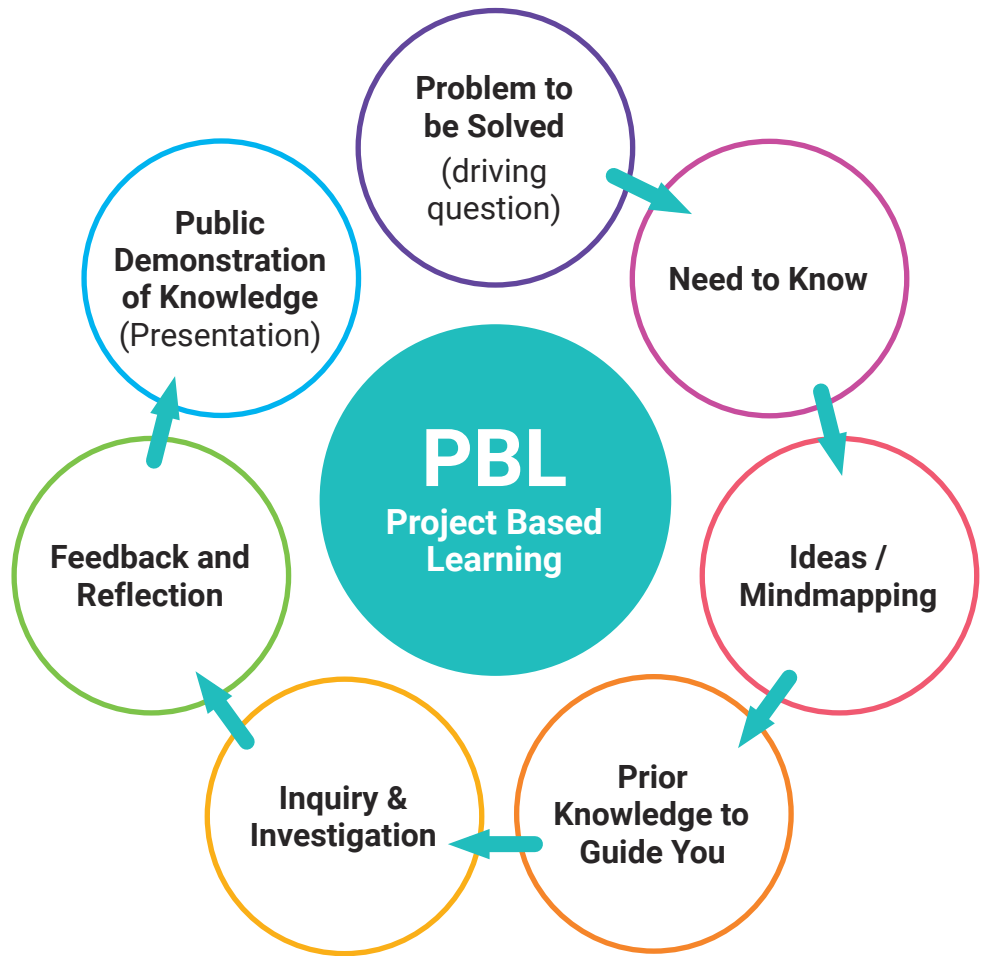 Problem to
be Solved
(driving
question)
Need to Know
Ideas /
Mindmapping
Prior
Knowledge to
Guide You
Inquiry &
Investigation
Feedback and
Reflection
Public
Demonstration
of Knowledge
(Presentation)
PBL
Project Based
Learning